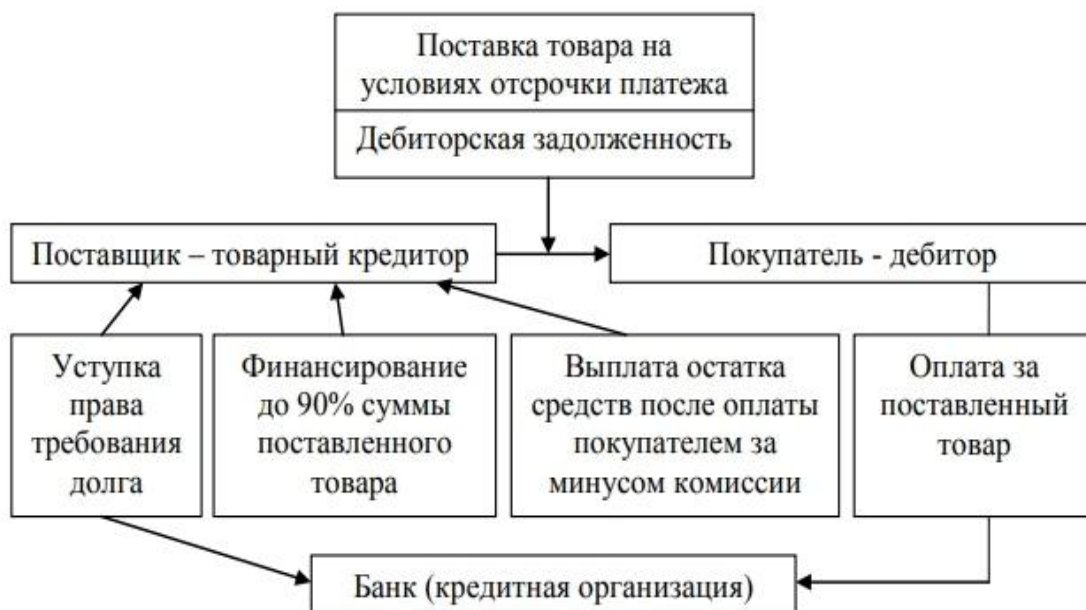 Поставка товара на
условиях отсрочки платежа
Дебиторская задолженность
Поставщик – товарный кредитор
Покупатель - дебитор
Уступка
права
требования
долга
Финансирование
до 90% суммы
поставленного
товара
Выплата остатка
средств после оплаты
покупателем за
минусом комиссии
Оплата за
поставленный
товар
Банк (кредитная организация)